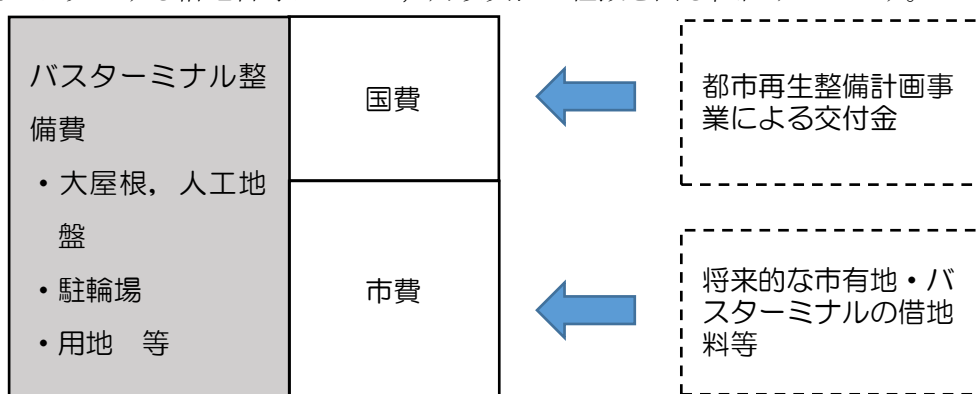 バスターミナル整
備費
・大屋根，人工地
盤
・駐輪場
・用地　等
国費
市費
都市再生整備計画事
業による交付金
将来的な市有地・バ
スターミナルの借地
料等